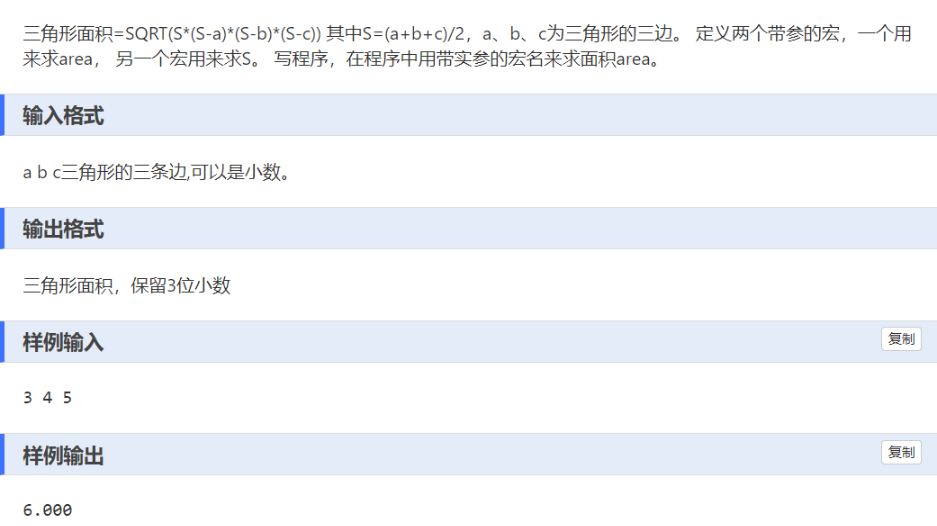 三角形面积=SQRT(S*(S-a)*(S-b)*(S-c)) 其中S=(a+b+c)/2，a、b、c为三角形的三边。 定义两个带参的宏，一个用
来求area， 另一个宏用来求S。 写程序，在程序中用带实参的宏名来求面积area。
输入格式
a b c三角形的三条边,可以是小数。
输出格式
三角形面积，保留3位小数
样例输入
复制
3 4 5
样例输出
复制
6.000